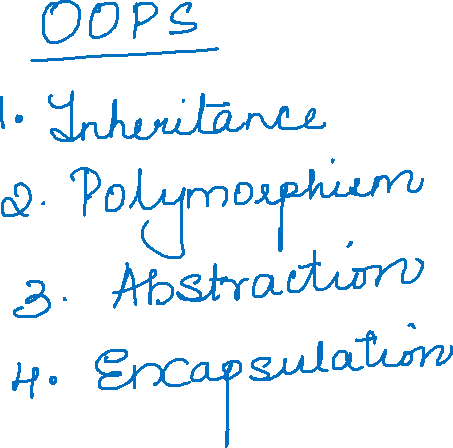 OOPS
1. Inheritance
2. Polymorphism
3. Abstraction
4. Encapsulation